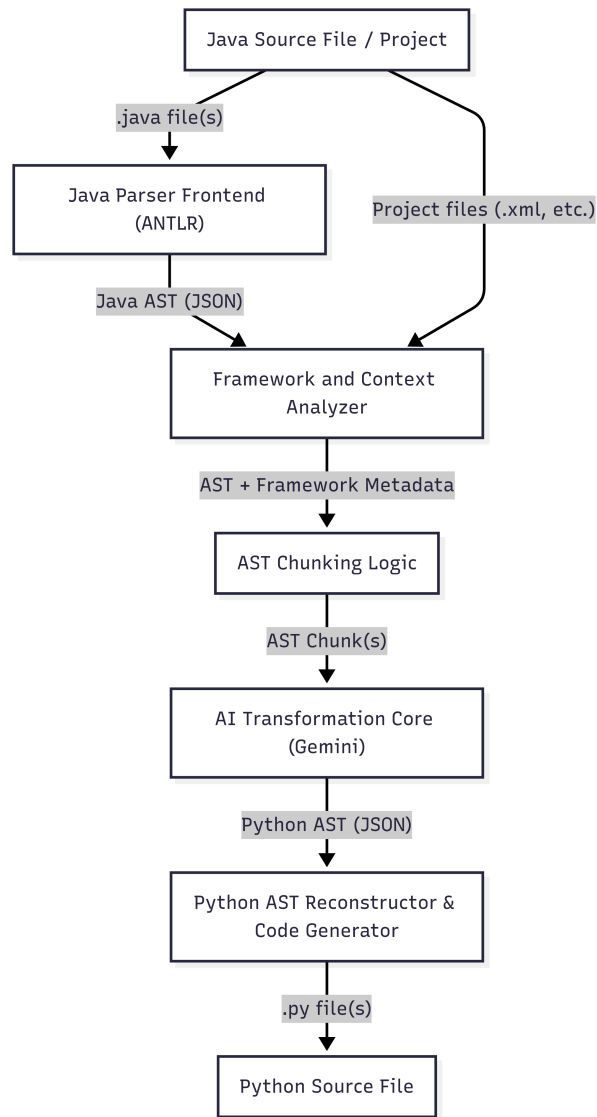 Java Source File / Project
.java file(s)
Java Parser Frontend
(ANTLR)
Project files (.xml, etc.)
Java AST (JSON)
Framework and Context
Analyzer
AST + Framework Metadata
AST Chunking Logic
AST Chunk(s)
AI Transformation Core
(Gemini)
Python AST (JSON)
Python AST Reconstructor &
Code Generator
.py file(s)
Python Source File